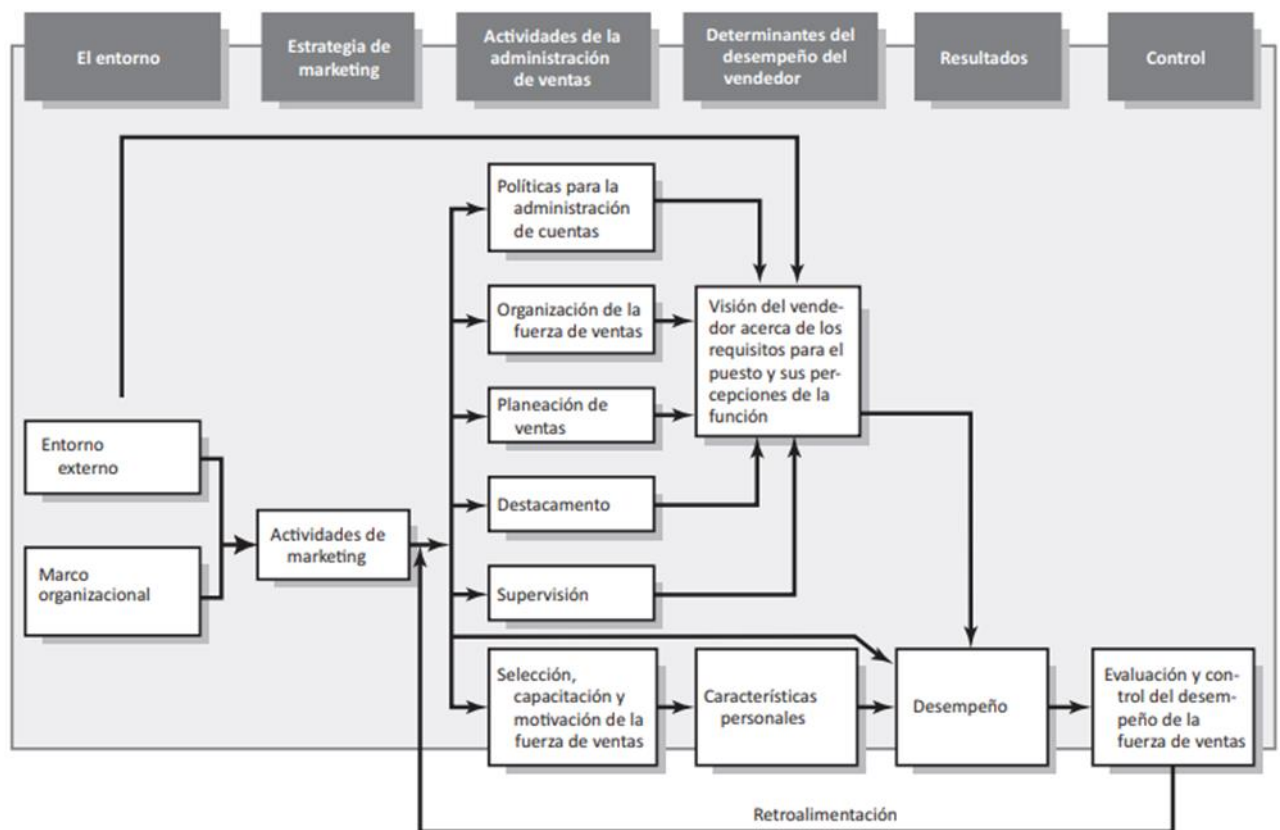 El entorno
Estrategia de
marketing
Actividades de la
administración
de ventas
Determinantes del
desempeño del
vendedor
Resultados
Control
Políticas para la
administración
de cuentas
Organización de la
fuerza de ventas
Visión del vende-
dor acerca de los
requisitos para el
puesto y sus per-
cepciones de la
función
Planeación de
ventas
Entorno
externo
Destacamento
Actividades de
marketing
Marco
organizacional
Supervisión
Selección,
capacitación y
motivación de la
fuerza de ventas
Características
personales
Desempeño
Evaluación y con-
trol del desem-
peño de la
fuerza de ventas
Retroalimentación